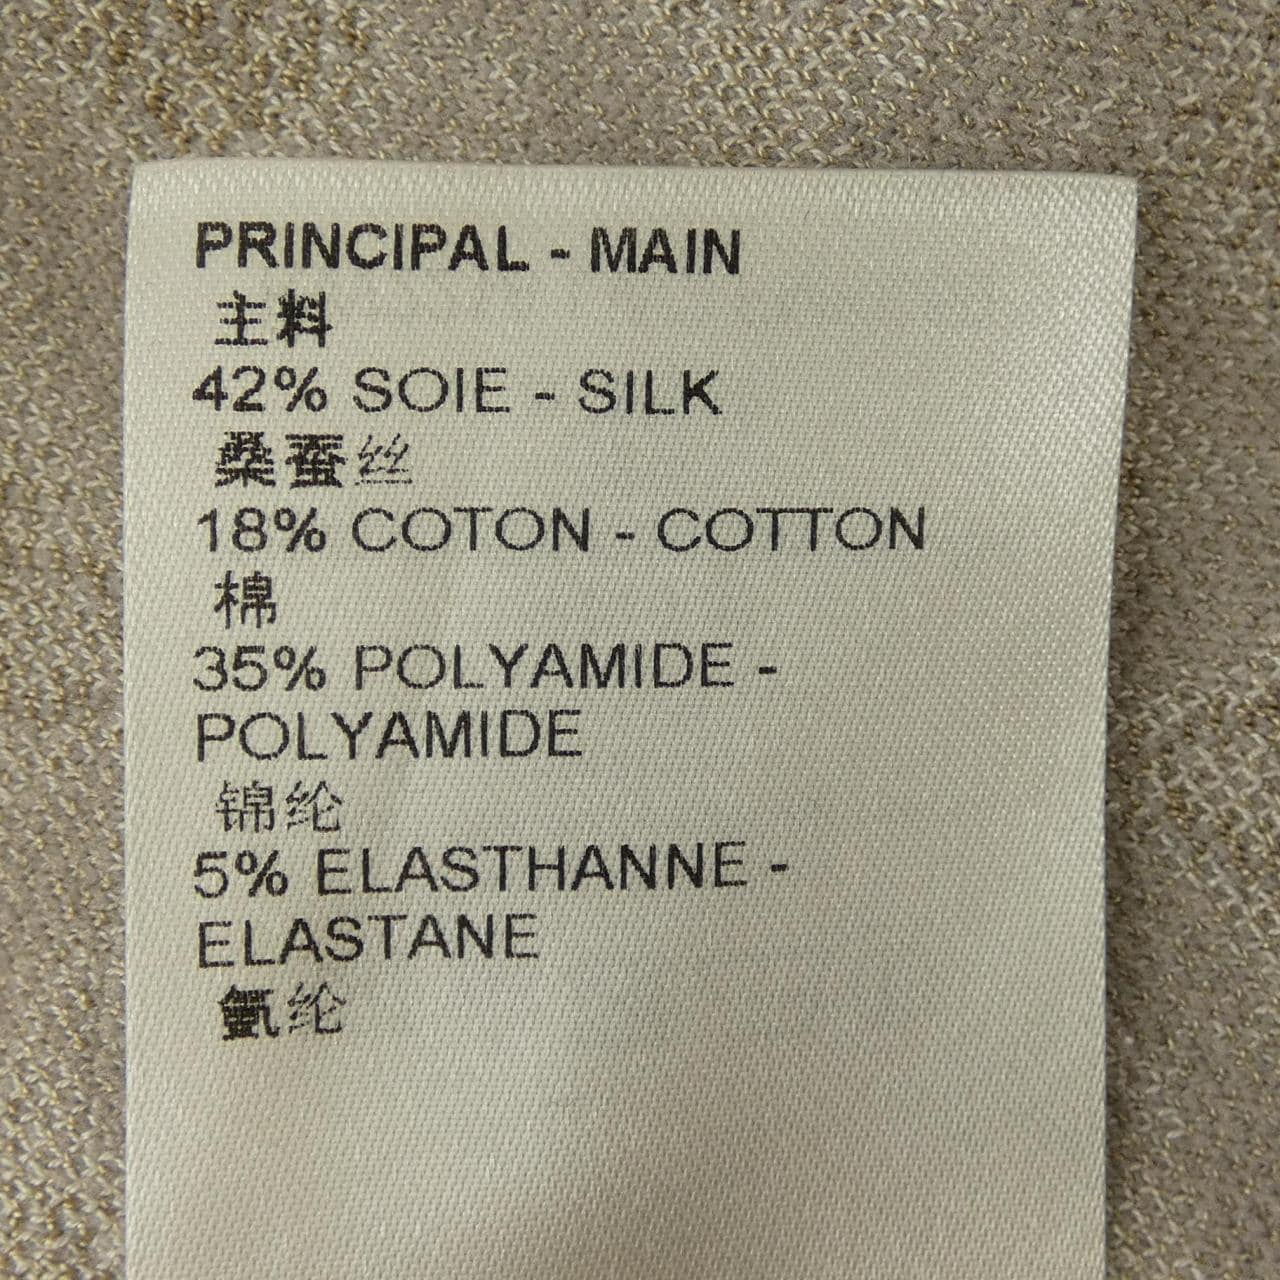 PRINCIPAL - MAIN
主料
42% SOIE - SILK
桑蚕丝
18% COTON - COTTON
棉
35% POLYAMIDE -
POLYAMIDE
锦纶
5% ELASTHANNE -
ELASTANE
氨纶